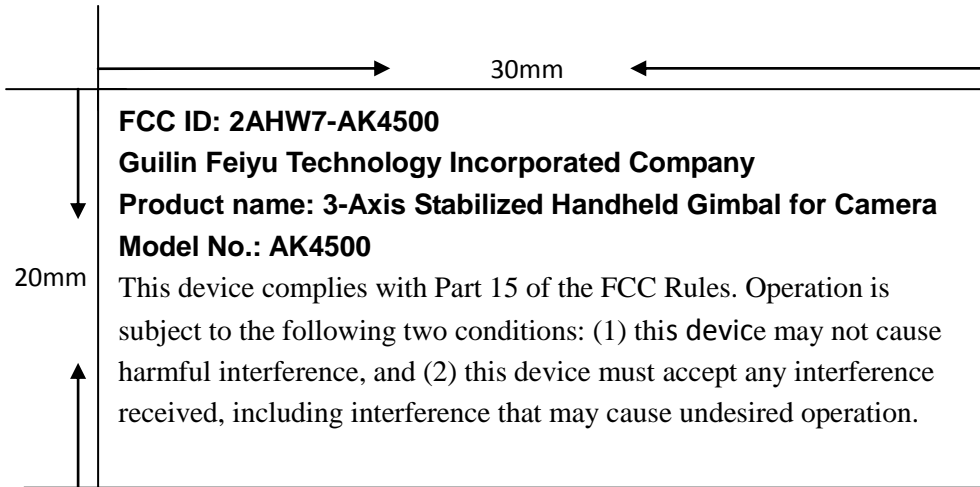 30mm
FCC ID: 2AHW7-AK4500
Guilin Feiyu Technology Incorporated Company
Product name: 3-Axis Stabilized Handheld Gimbal for Camera
Model No.: AK4500
20mm
This device complies with Part 15 of the FCC Rules. Operation is
subject to the following two conditions: (1) this device may not cause
harmful interference, and (2) this device must accept any interference
received, including interference that may cause undesired operation.